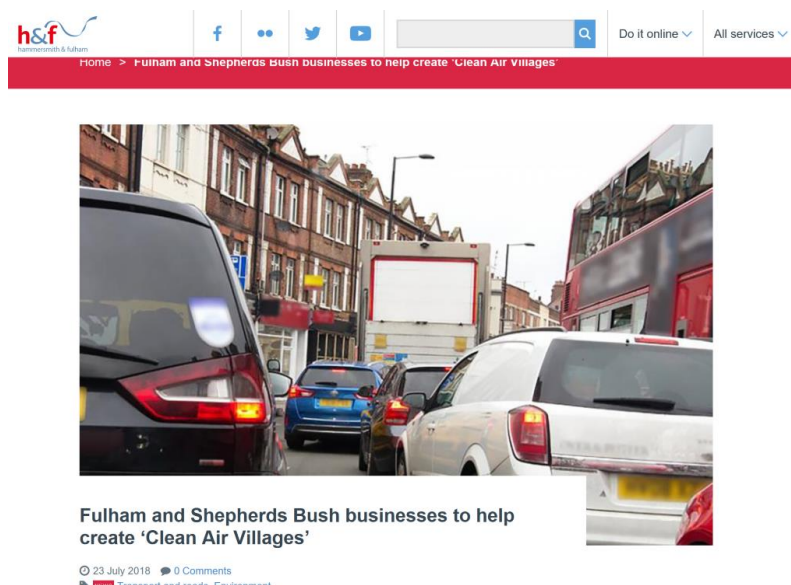 h&f
hammersmith & fulham
Do it online
All services
Home > Fulham and Shepherds Bush businesses to help create 'Clean Air Villages'
Fulham and Shepherds Bush businesses to help
create ‘Clean Air Villages’
23 July 2018 0 Comments
Transport and roads, Environment